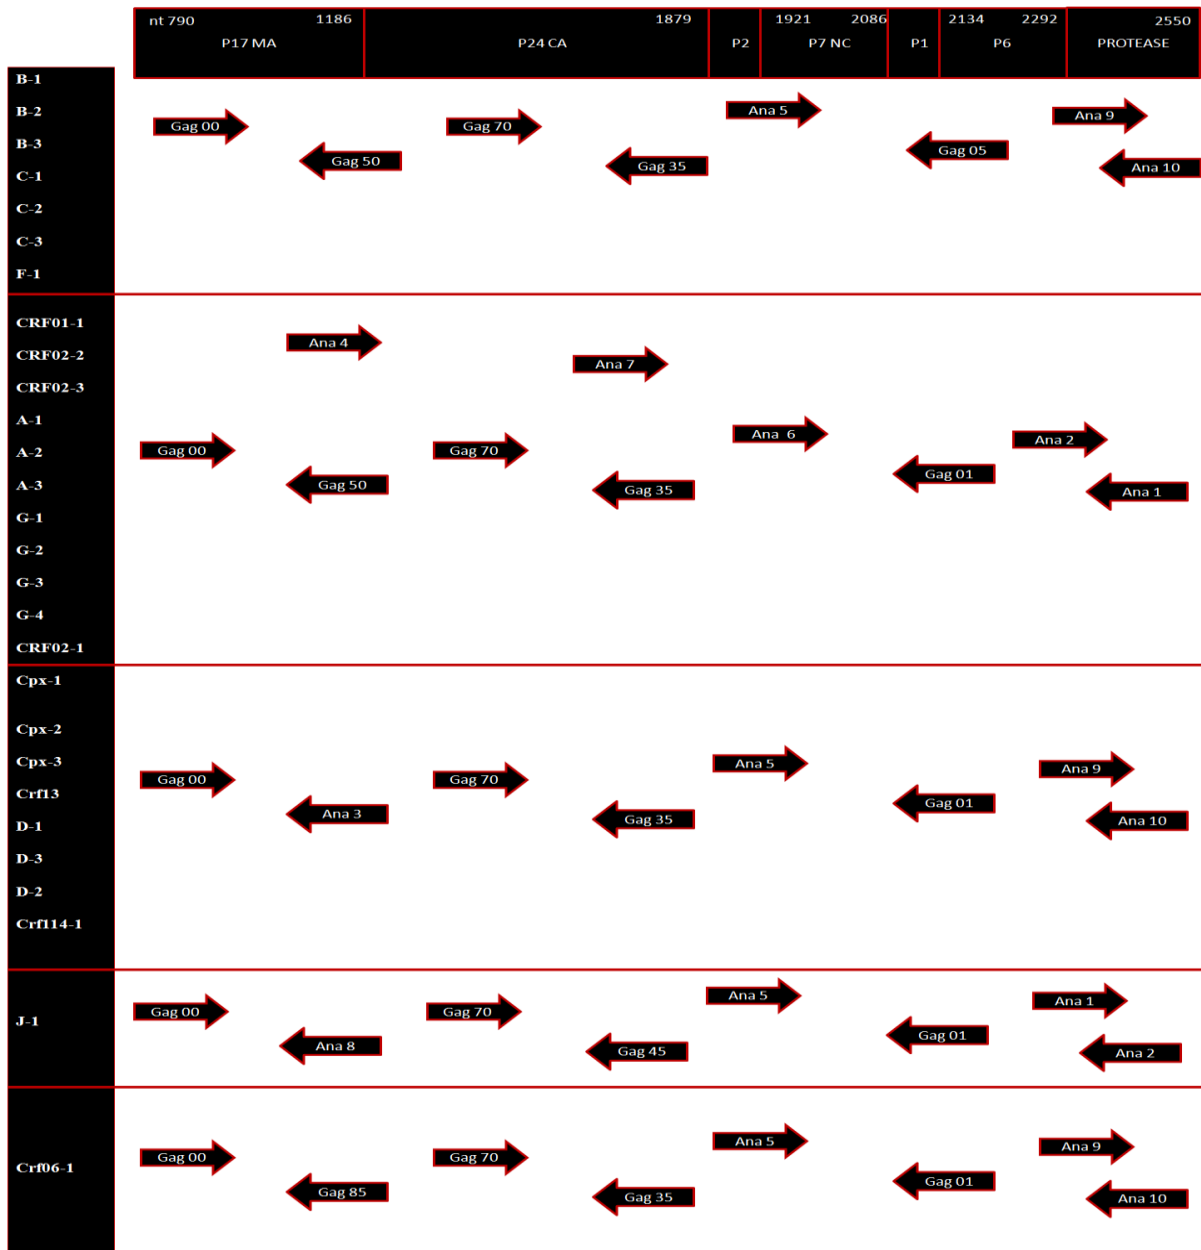 nt 790 1186 1879 1921 2086 2134 2292 2550
P17 MA P24 CA P2 P7 NC P1 P6 PROTEASE
B-1
B-2
B-3
C-1
C-2
C-3
F-1
Gag 00 Gag 70 Ana 5 Ana 9
Gag 50 Gag 35 Gag 05 Ana 10
CRF01-1
CRF02-2
CRF02-3
A-1
A-2
A-3
G-1
G-2
G-3
G-4
CRF02-1
Ana 4
Ana 7
Gag 00 Gag 70 Ana 6 Ana 2
Gag 50 Gag 35 Gag 01 Ana 1
Cpx-1
Cpx-2
Cpx-3
Crf13
D-1
D-3
D-2
Crf114-1
Gag 00 Gag 70 Ana 5 Ana 9
Ana 3 Gag 35 Gag 01 Ana 10
J-1
Gag 00 Gag 70 Ana 5 Ana 1
Ana 8 Gag 45 Gag 01 Ana 2
Crf06-1
Gag 00 Gag 70 Ana 5 Ana 9
Gag 85 Gag 35 Gag 01 Ana 10